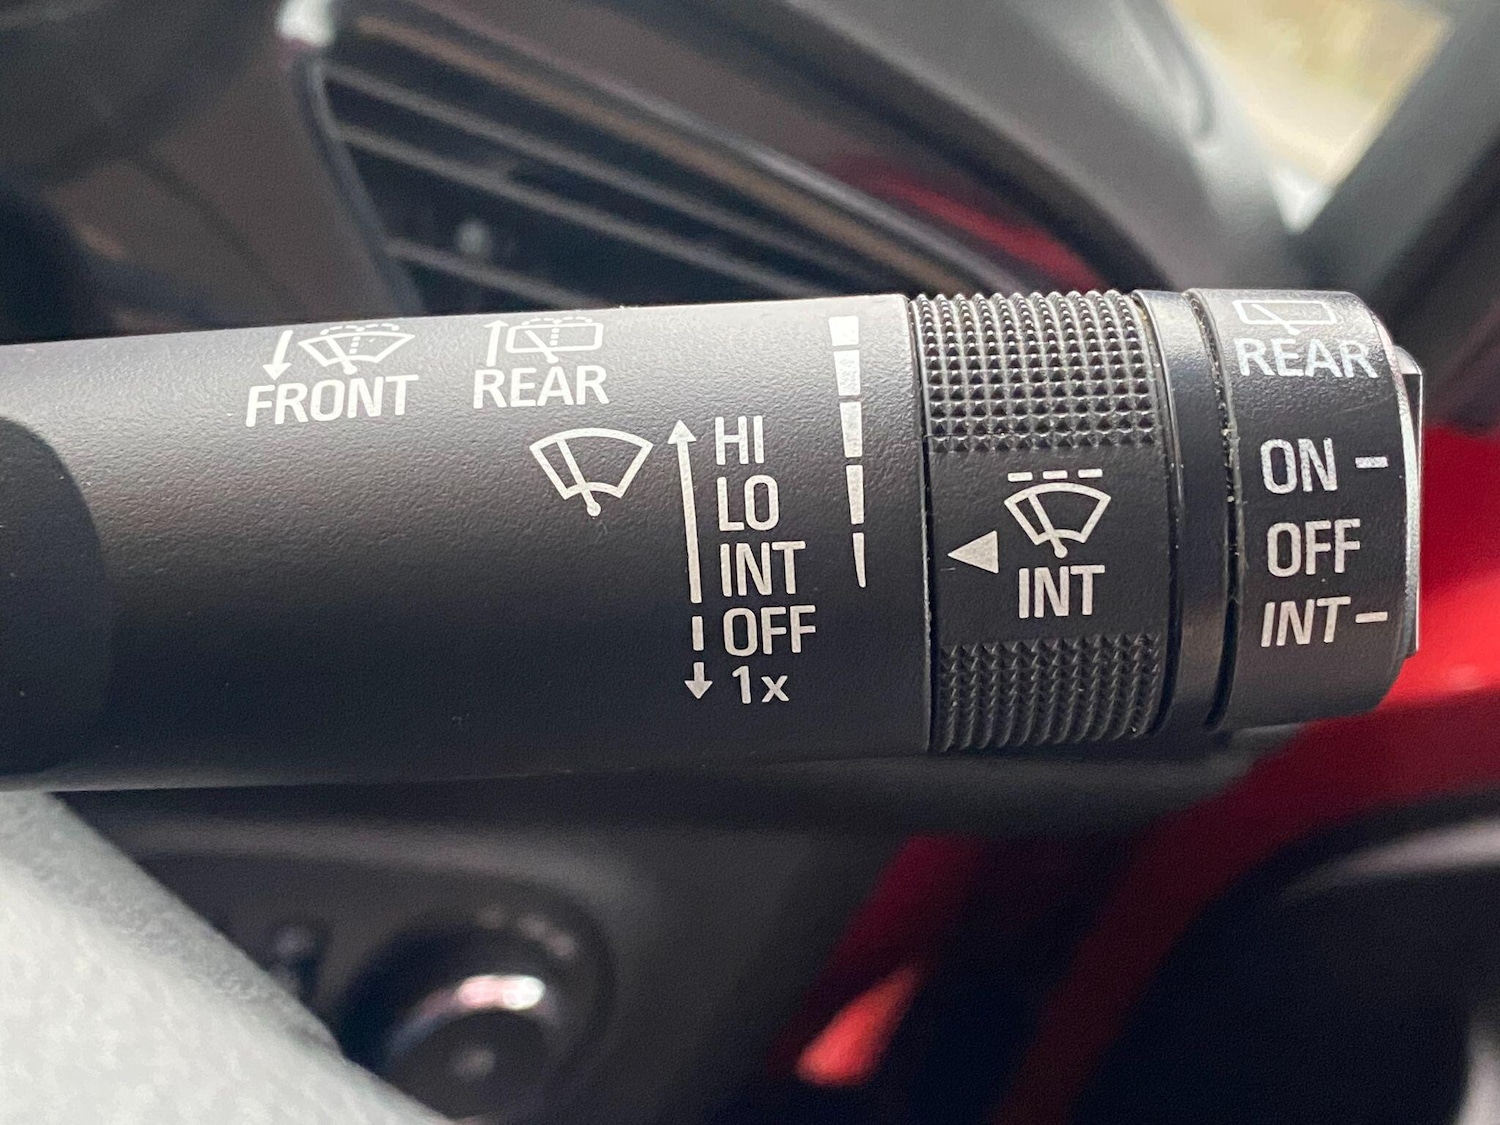 FRONT
REAR
HI
LO
INT
OFF
1x
INT
REAR
ON
OFF
INT